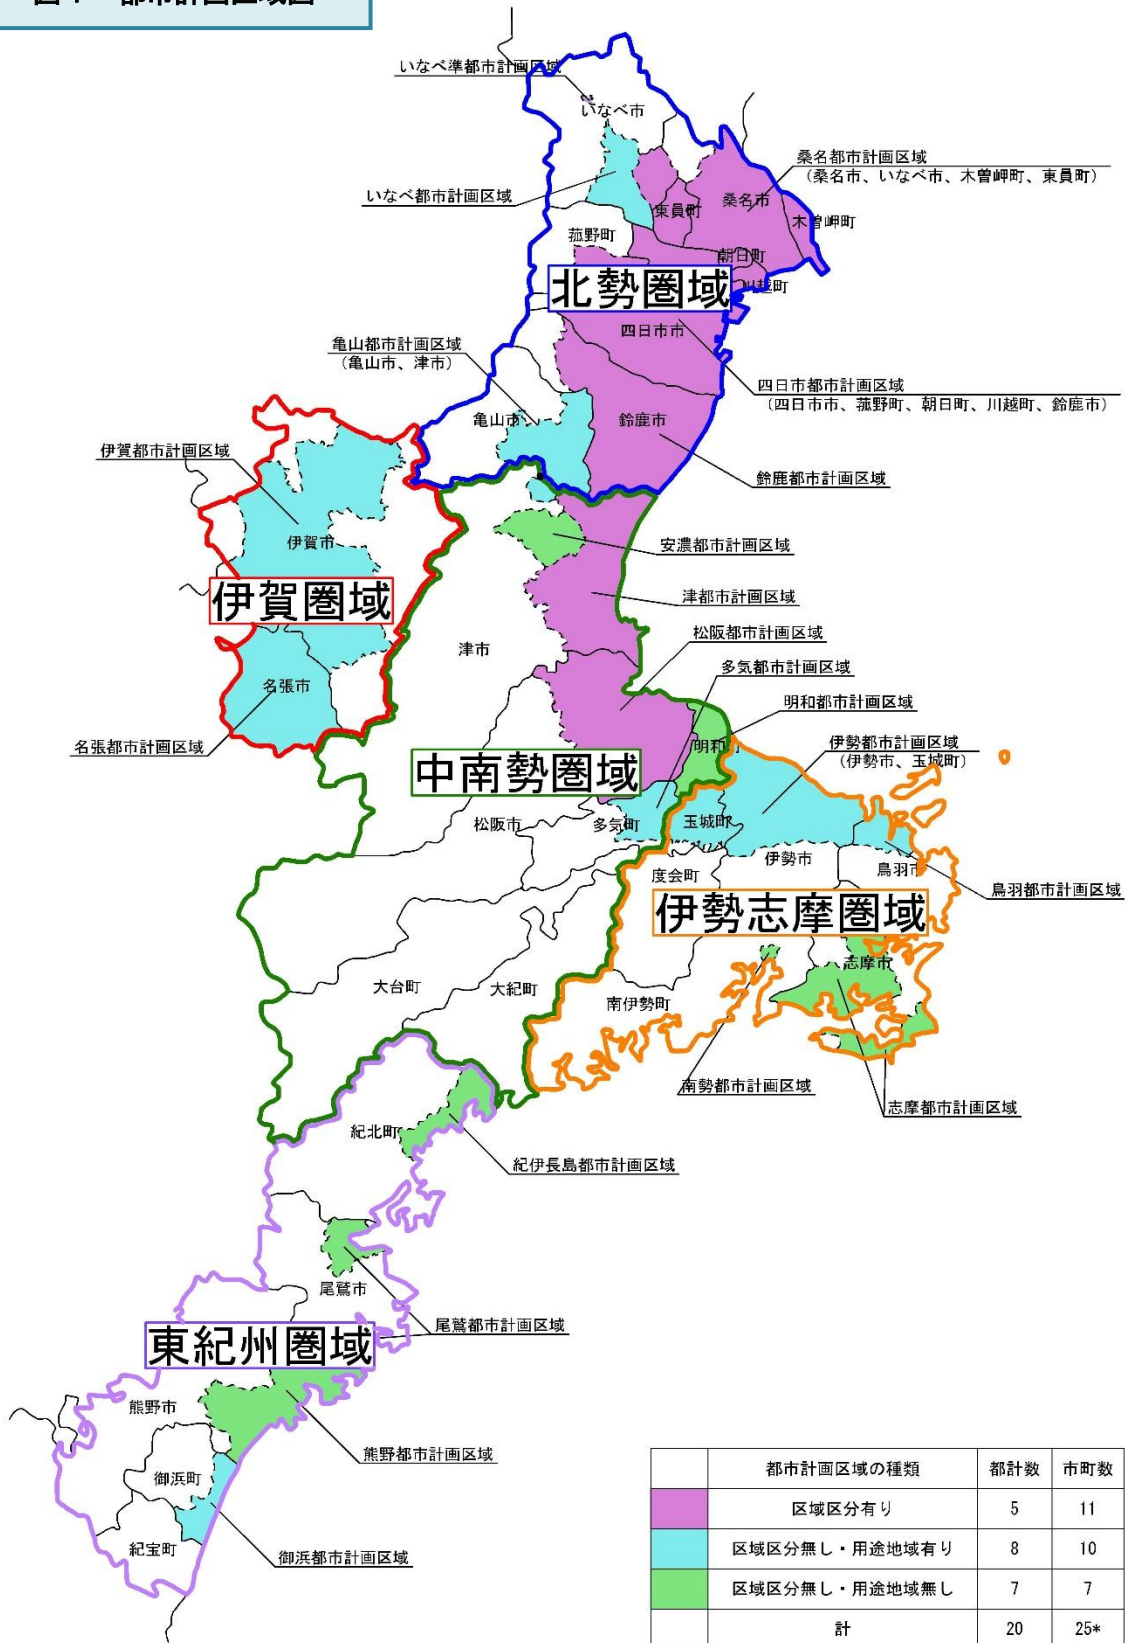 いなべ準都市計画区域
いなべ市
桑名都市計画区域
(桑名市、いなべ市、木曽岬町、東員町)
いなべ都市計画区域
東員町
桑名市
木曽岬町
菰野町
朝日町
川越町
北勢圏域
四日市市
亀山都市計画区域
(亀山市、津市)
四日市都市計画区域
(四日市市、菰野町、朝日町、川越町、鈴鹿市)
亀山市
鈴鹿市
伊賀都市計画区域
鈴鹿都市計画区域
伊賀市
安濃都市計画区域
伊賀圏域
津都市計画区域
松阪都市計画区域
津市
多気都市計画区域
名張市
明和都市計画区域
名張都市計画区域
明和
伊勢都市計画区域
(伊勢市、玉城町)
中南勢圏域
松阪市
多気町
玉城町
伊勢市
度会町
鳥羽市
鳥羽都市計画区域
伊勢志摩圏域
志摩市
大台町
大紀町
南伊勢町
南勢都市計画区域
志摩都市計画区域
紀北町
紀伊長島都市計画区域
尾鷲市
尾鷲都市計画区域
東紀州圏域
熊野市
熊野都市計画区域
御浜町
紀宝町
御浜都市計画区域
都市計画区域の種類 都計数 市町数
区域区分有り 5 11
区域区分無し・用途地域有り 8 10
区域区分無し・用途地域無し 7 7
計 20 25*